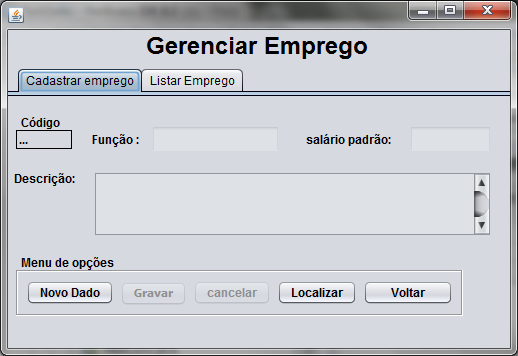 Gerenciar Emprego
Cadastrar emprego Listar Emprego
Código
...
Função : salário padrão:
Descrição:
Menu de opções
Novo Dado Gravar cancelar Localizar Voltar